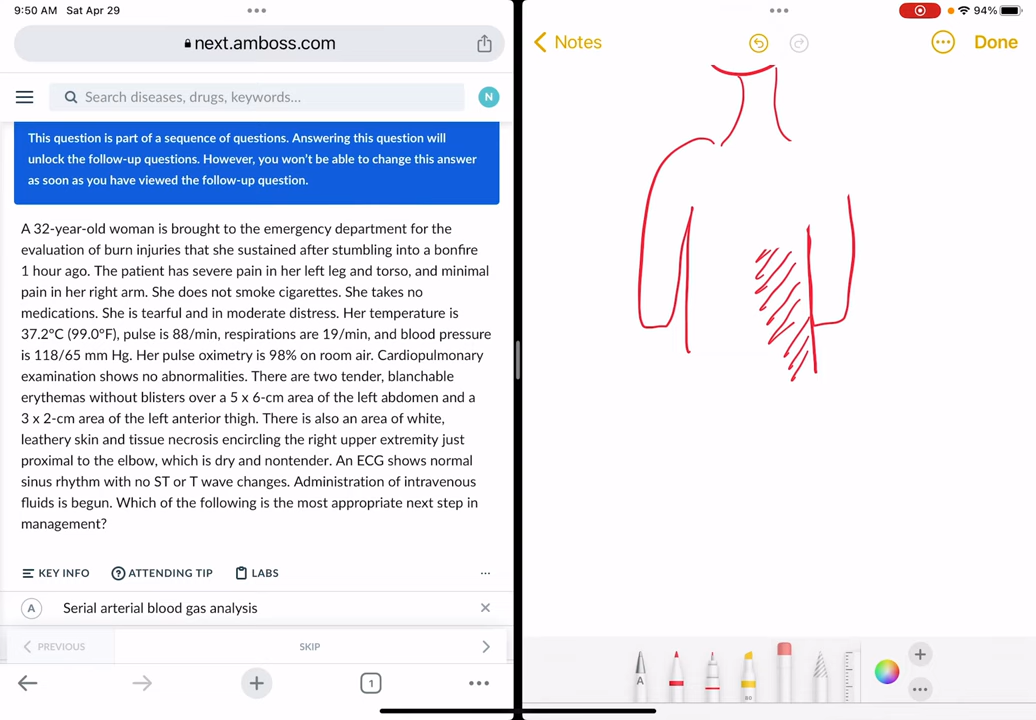 9:50 AM Sat Apr 29
94%
next.amboss.com
Notes
Done
Search diseases, drugs, keywords...
N
This question is part of a sequence of questions. Answering this question will
unlock the follow-up questions. However, you won't be able to change this answer
as soon as you have viewed the follow-up question.
A 32-year-old woman is brought to the emergency department for the
evaluation of burn injuries that she sustained after stumbling into a bonfire
1 hour ago. The patient has severe pain in her left leg and torso, and minimal
pain in her right arm. She does not smoke cigarettes. She takes no
medications. She is tearful and in moderate distress. Her temperature is
37.2°C (99.0°F), pulse is 88/min, respirations are 19/min, and blood pressure
is 118/65 mm Hg. Her pulse oximetry is 98% on room air. Cardiopulmonary
examination shows no abnormalities. There are two tender, blanchable
erythemas without blisters over a 5 x 6-cm area of the left abdomen and a
3 x 2-cm area of the left anterior thigh. There is also an area of white,
leathery skin and tissue necrosis encircling the right upper extremity just
proximal to the elbow, which is dry and nontender. An ECG shows normal
sinus rhythm with no ST or T wave changes. Administration of intravenous
fluids is begun. Which of the following is the most appropriate next step in
management?
KEY INFO
ATTENDING TIP
LABS
A Serial arterial blood gas analysis
PREVIOUS
SKIP
1
A
80